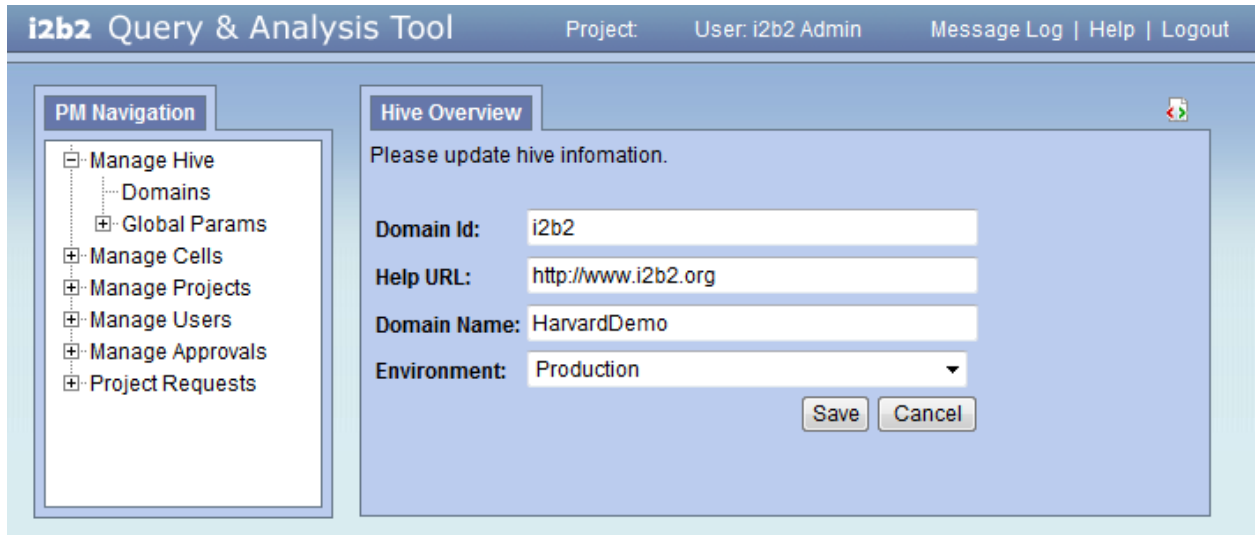 i2b2 Query & Analysis Tool Project: User: i2b2 Admin Message Log | Help | Logout
PM Navigation
Manage Hive
Domains
Global Params
Manage Cells
Manage Projects
Manage Users
Manage Approvals
Project Requests
Hive Overview
Please update hive infomation.
Domain Id: i2b2
Help URL: http://www.i2b2.org
Domain Name: HarvardDemo
Environment: Production
Save Cancel